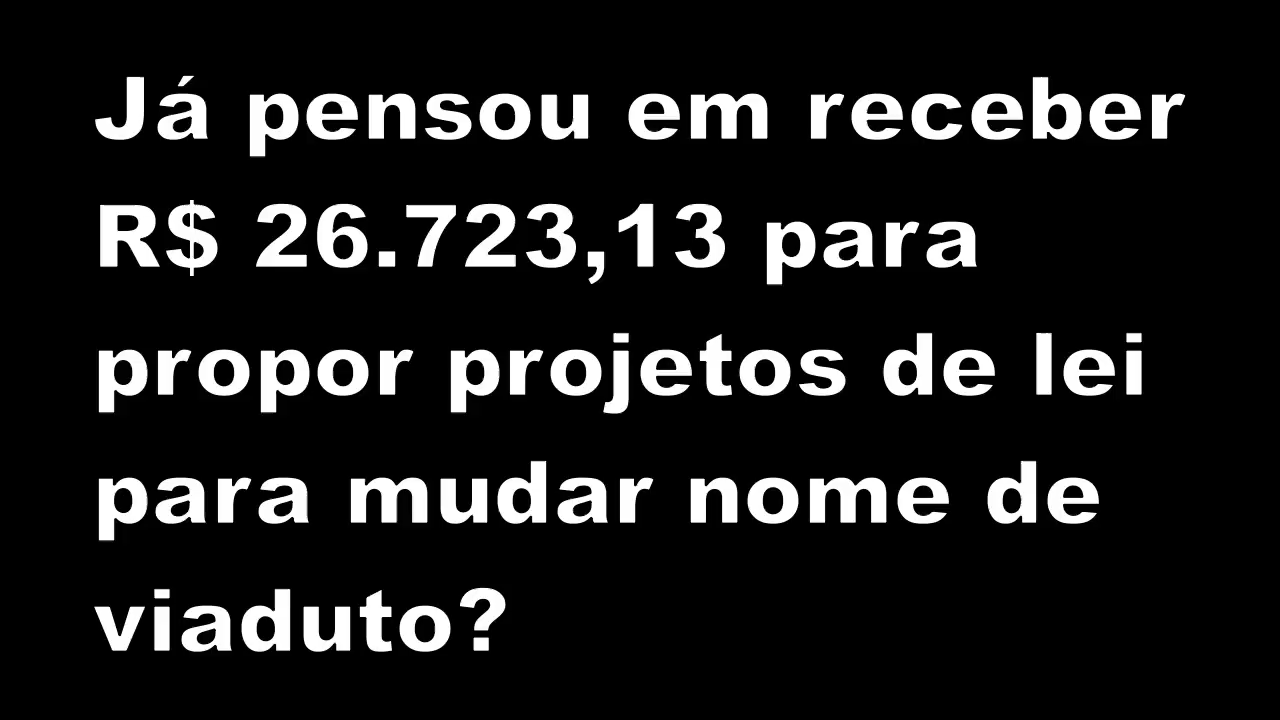 Já pensou em receber
R$ 26.723,13 para
propor projetos de lei
para mudar nome de
viaduto?